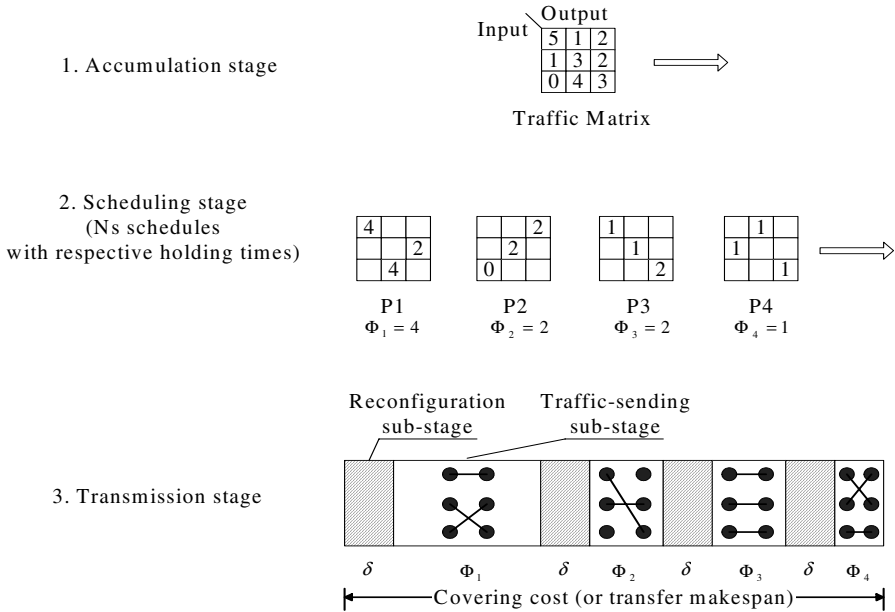 Output
Input
5 1 2
1 3 2
0 4 3
1. Accumulation stage
Traffic Matrix
2. Scheduling stage
(Ns schedules
with respective holding times)
4
2
4
P1
Φ₁ = 4
2
2
0
P2
Φ₂ = 2
1
1
2
P3
Φ₃ = 2
1
1
1
P4
Φ₄ = 1
Reconfiguration
sub-stage
Traffic-sending
sub-stage
3. Transmission stage
δ Φ₁ δ Φ₂ δ Φ₃ δ Φ₄
Covering cost (or transfer makespan)